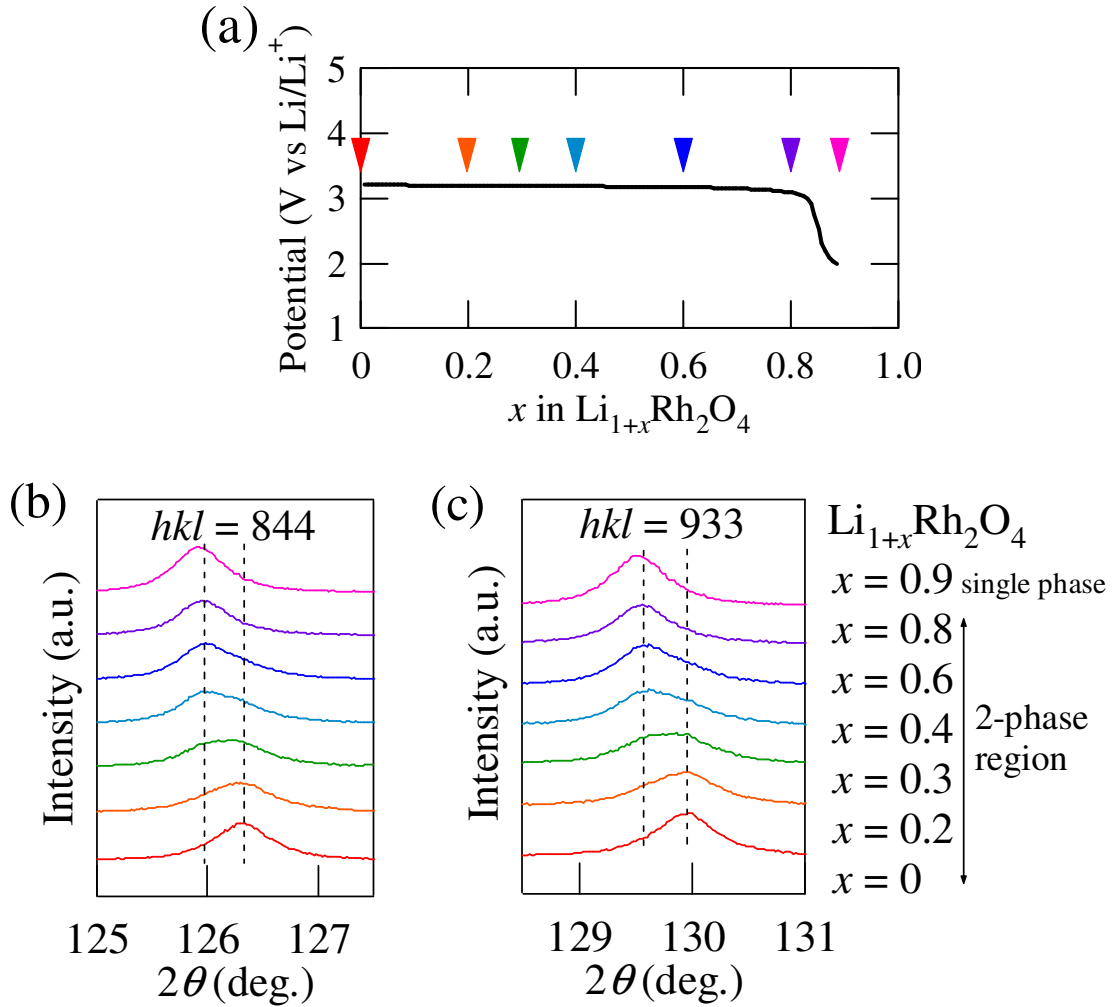 (a)
Potential (V vs Li/Li⁺)
5
4
3
2
1
0 0.2 0.4 0.6 0.8 1.0
x in Li₁₊ₓRh₂O₄
(b)
hkl = 844
Intensity (a.u.)
125 126 127
2θ (deg.)
(c)
hkl = 933
Intensity (a.u.)
129 130 131
2θ (deg.)
Li₁₊ₓRh₂O₄
x = 0.9 single phase
x = 0.8
x = 0.6
x = 0.4
x = 0.3
x = 0.2
x = 0
2-phase
region